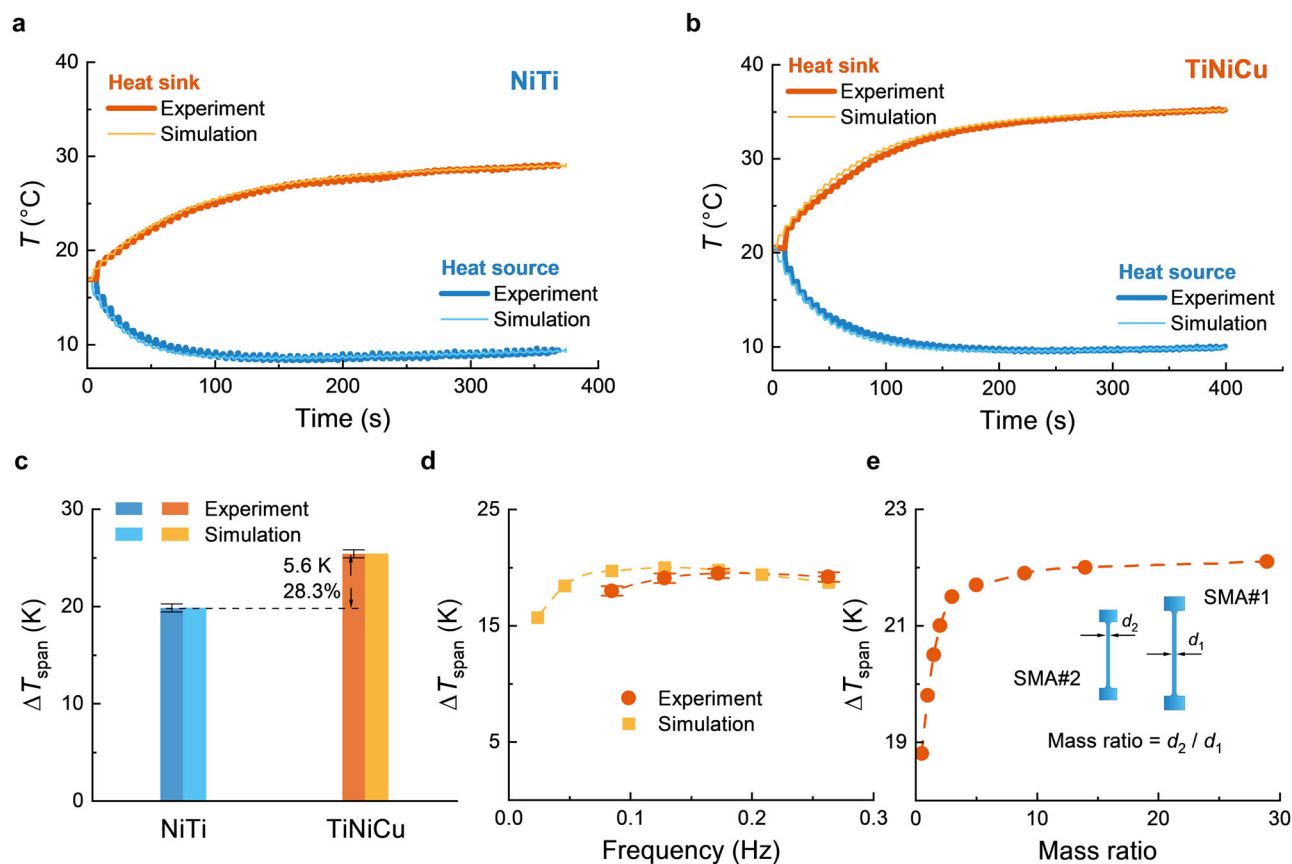 a
40
30
20
10
T (°C)
Heat sink
Experiment
Simulation
NiTi
Heat source
Experiment
Simulation
0
100
200
300
400
Time (s)
b
40
30
20
10
T (°C)
Heat sink
Experiment
Simulation
TiNiCu
Heat source
Experiment
Simulation
0
100
200
300
400
Time (s)
c
30
20
10
0
ΔTspan (K)
Experiment
Simulation
5.6 K
28.3%
NiTi
TiNiCu
d
25
15
5
ΔTspan (K)
Experiment
Simulation
0.0
0.1
0.2
0.3
Frequency (Hz)
e
23
21
19
ΔTspan (K)
SMA#1
d2
d1
SMA#2
Mass ratio = d2 / d1
0
10
20
30
Mass ratio